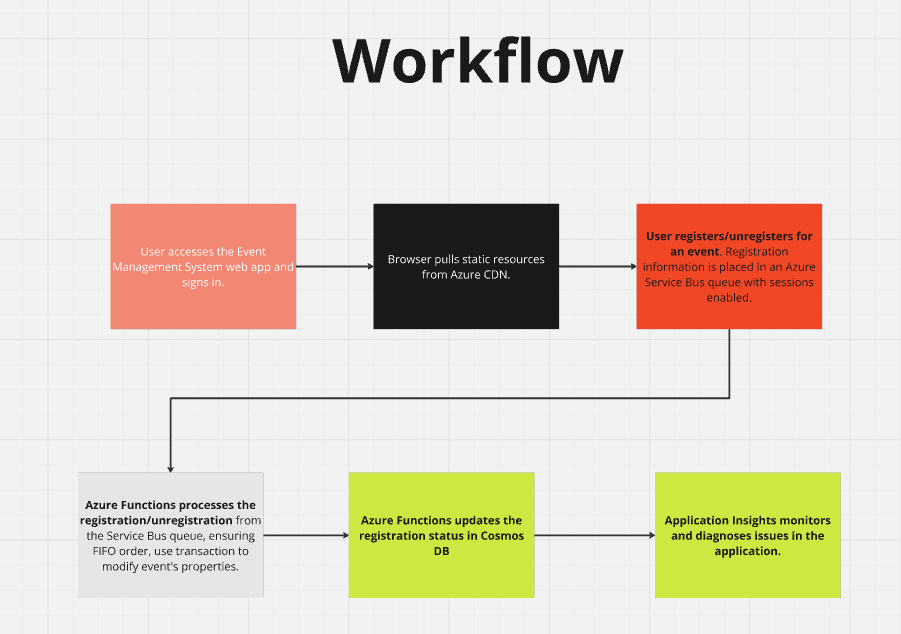 Workflow
User accesses the Event
Management System web app and
signs in.
Browser pulls static resources
from Azure CDN.
User registers/unregisters for
an event. Registration
information is placed in an Azure
Service Bus queue with sessions
enabled.
Azure Functions processes the
registration/unregistration from
the Service Bus queue, ensuring
FIFO order, use transaction to
modify event's properties.
Azure Functions updates the
registration status in Cosmos
DB
Application Insights monitors
and diagnoses issues in the
application.